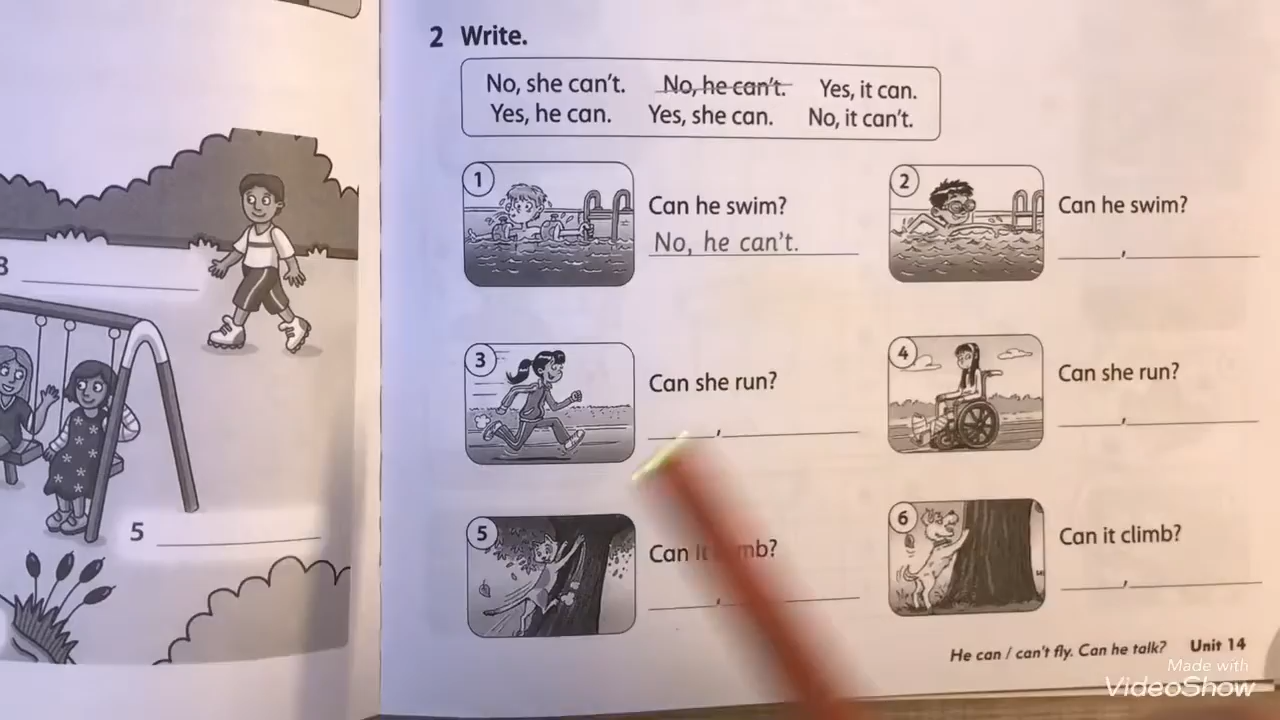 2 Write.
No, she can't. No, he can't. Yes, it can.
Yes, he can. Yes, she can. No, it can't.
1
Can he swim?
No, he can't.
2
Can he swim?
,
3
Can she run?
,
4
Can she run?
,
5
Can it
,
6
Can it climb?
,
3
5
He can / can't fly. Can he talk? Unit 14
Made with
VideoShow